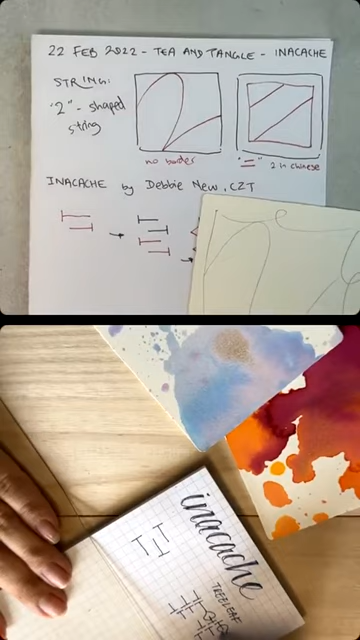 22 FEB 2022 - TEA AND TANGLE - INACACHE
STRING:
"2" - shaped
string
no border
"二" 2 in chinese
INACACHE by Debbie New, CZT
inacache
TREELEAF